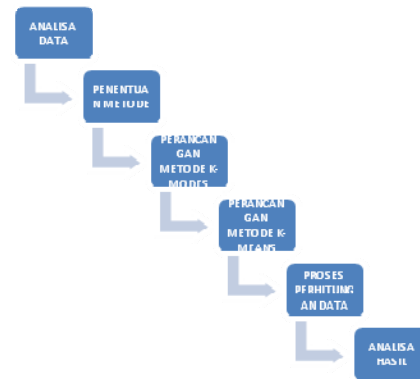 ANALISA
DATA
PENENTUA
N METODE
PERANCAN
GAN
METODE K-
MODES
PERANCAN
GAN
METODE K-
MEANS
PROSES
PERHITUNG
AN DATA
ANALISA
HASIL